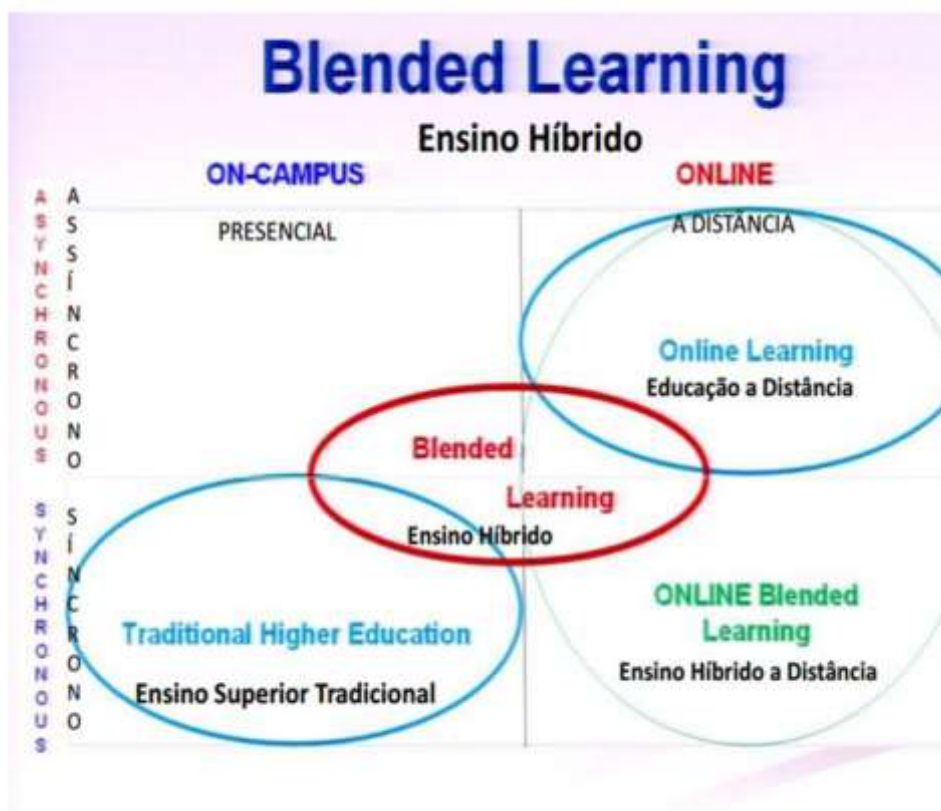 Blended Learning
Ensino Híbrido
ON-CAMPUS
ONLINE
PRESENCIAL
A DISTÂNCIA
ASYNCHRONOUS
ASSÍNCRONO
Online Learning
Educação a Distância
Blended
Learning
Ensino Híbrido
SYNCHRONOUS
SÍNCRONO
Traditional Higher Education
Ensino Superior Tradicional
ONLINE Blended
Learning
Ensino Híbrido a Distância